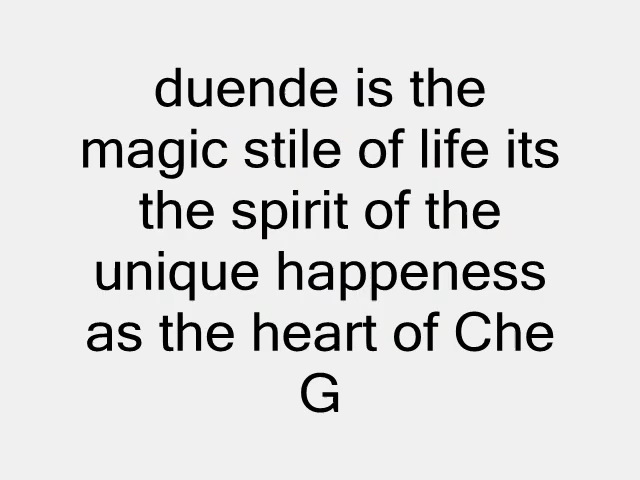 duende is the
magic stile of life its
the spirit of the
unique happeness
as the heart of Che
G